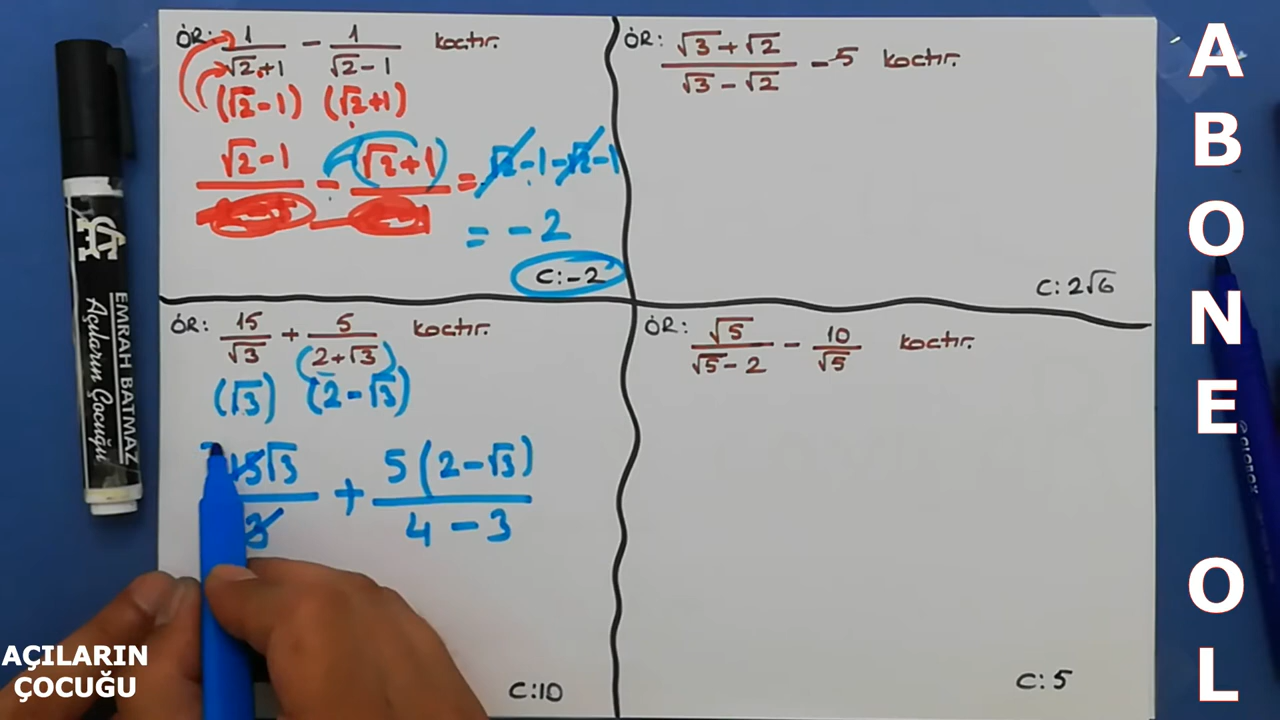 ÖR: 1/(√2+1) − 1/(√2−1) kaçtır.
(√2−1) (√2+1)
(√2−1)/ − (√2+1)/ = √2−1−√2−1
= −2
C:−2
ÖR: (√3+√2)/(√3−√2) −5 kaçtır.
C: 2√6
ÖR: 15/√3 + 5/(2+√3) kaçtır.
(√3) (2−√3)
15√3/3 + 5(2−√3)/(4−3)
C:10
ÖR: √5/(√5−2) − 10/√5 kaçtır.
C: 5
EMRAH BATMAZ
Açıların Çocuğu
AÇILARIN
ÇOCUĞU
ABONE
OL